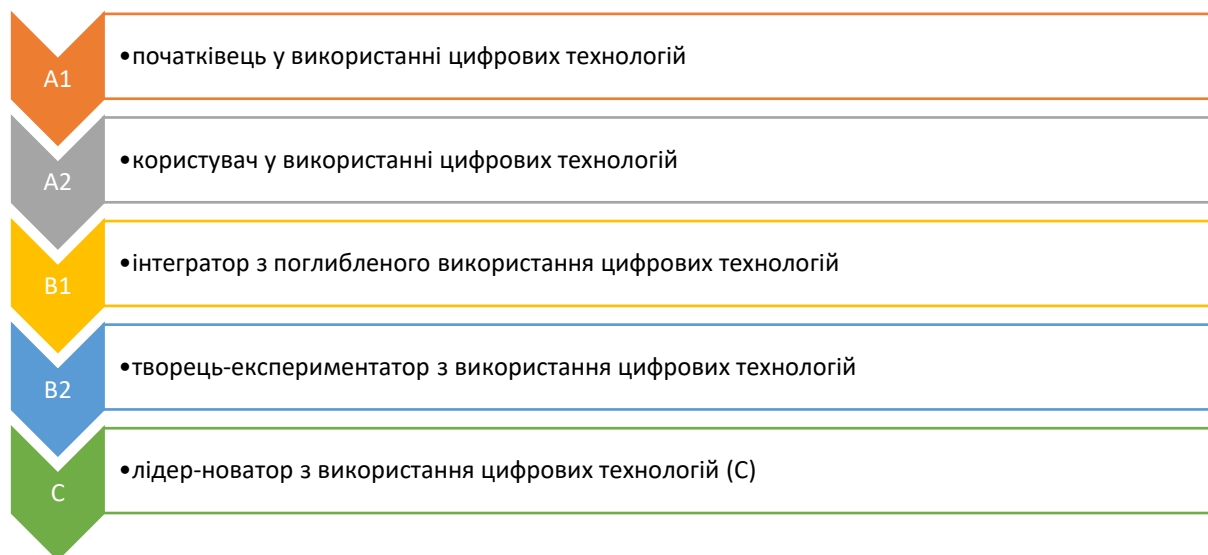 A1
•початківець у використанні цифрових технологій
A2
•користувач у використанні цифрових технологій
B1
•інтегратор з поглибленого використання цифрових технологій
B2
•творець-експериментатор з використання цифрових технологій
C
•лідер-новатор з використання цифрових технологій (С)